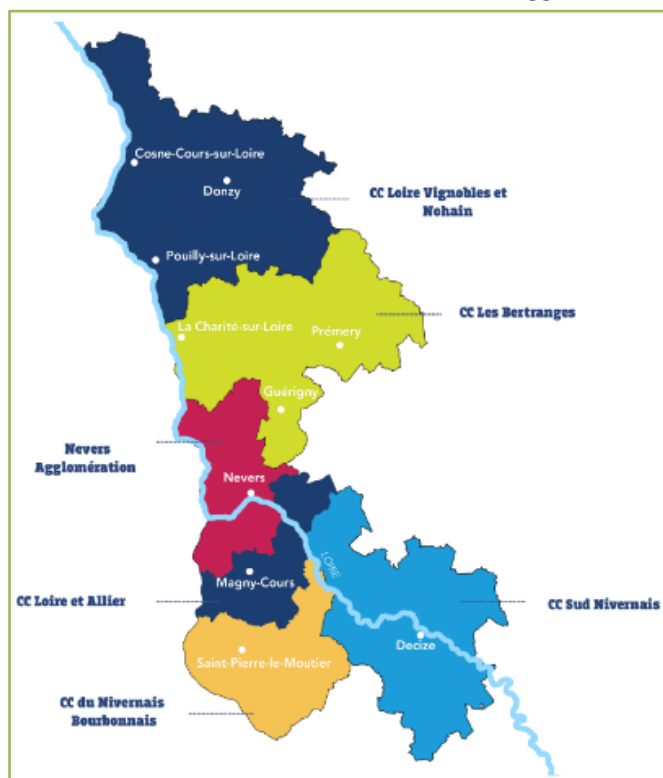 Cosne-Cours-sur-Loire
Donzy
CC Loire Vignobles et
Nohain
Pouilly-sur-Loire
CC Les Bertranges
La Charité-sur-Loire
Prémery
Guérigny
Nevers
Agglomération
Nevers
LOIRE
Magny-Cours
CC Loire et Allier
CC Sud Nivernais
Decize
Saint-Pierre-le-Moutier
CC du Nivernais
Bourbonnais